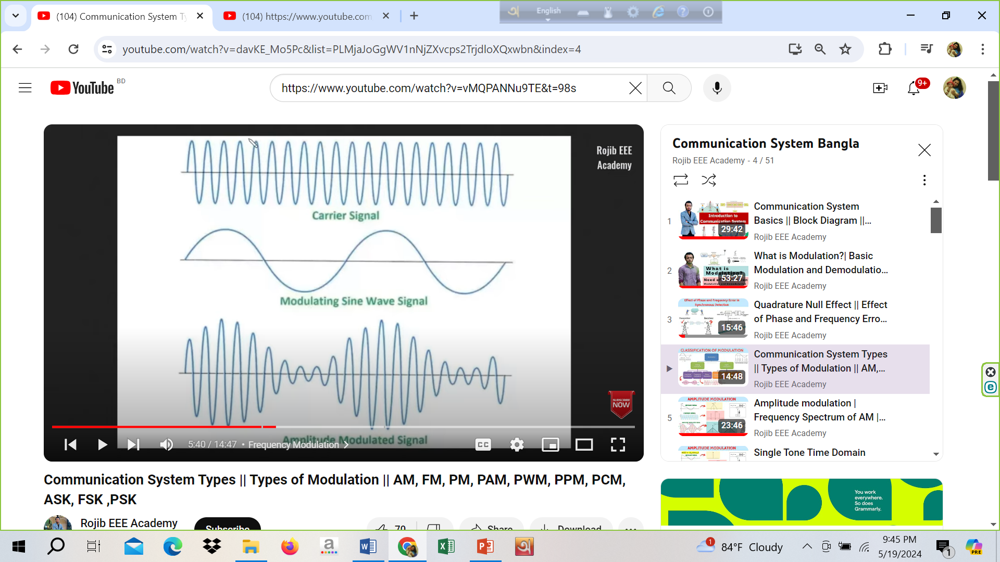 (104) Communication System T
(104) https://www.youtube.com
English
youtube.com/watch?v=davKE_Mo5Pc&list=PLMjaJoGgWV1nNjZXvcps2TrjdloXQxwbn&index=4
YouTube BD
https://www.youtube.com/watch?v=vMQPANNu9TE&t=98s
9+
Rojib EEE
Academy
Carrier Signal
Modulating Sine Wave Signal
Amplitude Modulated Signal
SUBSCRIBE
NOW
5:40 / 14:47 • Frequency Modulation
CC
Communication System Types || Types of Modulation || AM, FM, PM, PAM, PWM, PPM, PCM,
ASK, FSK ,PSK
Rojib EEE Academy
Subscribe
70
Share
Download
Communication System Bangla
Rojib EEE Academy - 4 / 51
1
Introduction to
Communication System
29:42
Communication System
Basics || Block Diagram ||...
Rojib EEE Academy
2
What is
Modulation?
53:27
What is Modulation?| Basic
Modulation and Demodulatio...
Rojib EEE Academy
3
Effect of Phase and Frequency Error in
Synchronous Detection
Transmitter
Receiver
15:46
Quadrature Null Effect || Effect
of Phase and Frequency Erro...
Rojib EEE Academy
CLASSIFICATION OF MODULATION
14:48
Communication System Types
|| Types of Modulation || AM,...
Rojib EEE Academy
5
AMPLITUDE MODULATION
23:46
Amplitude modulation |
Frequency Spectrum of AM |...
Rojib EEE Academy
AMPLITUDE MODULATION
Single Tone Time Domain
You work
everywhere.
So does
Grammarly.
84°F Cloudy
1
9:45 PM
5/19/2024
1
PRE